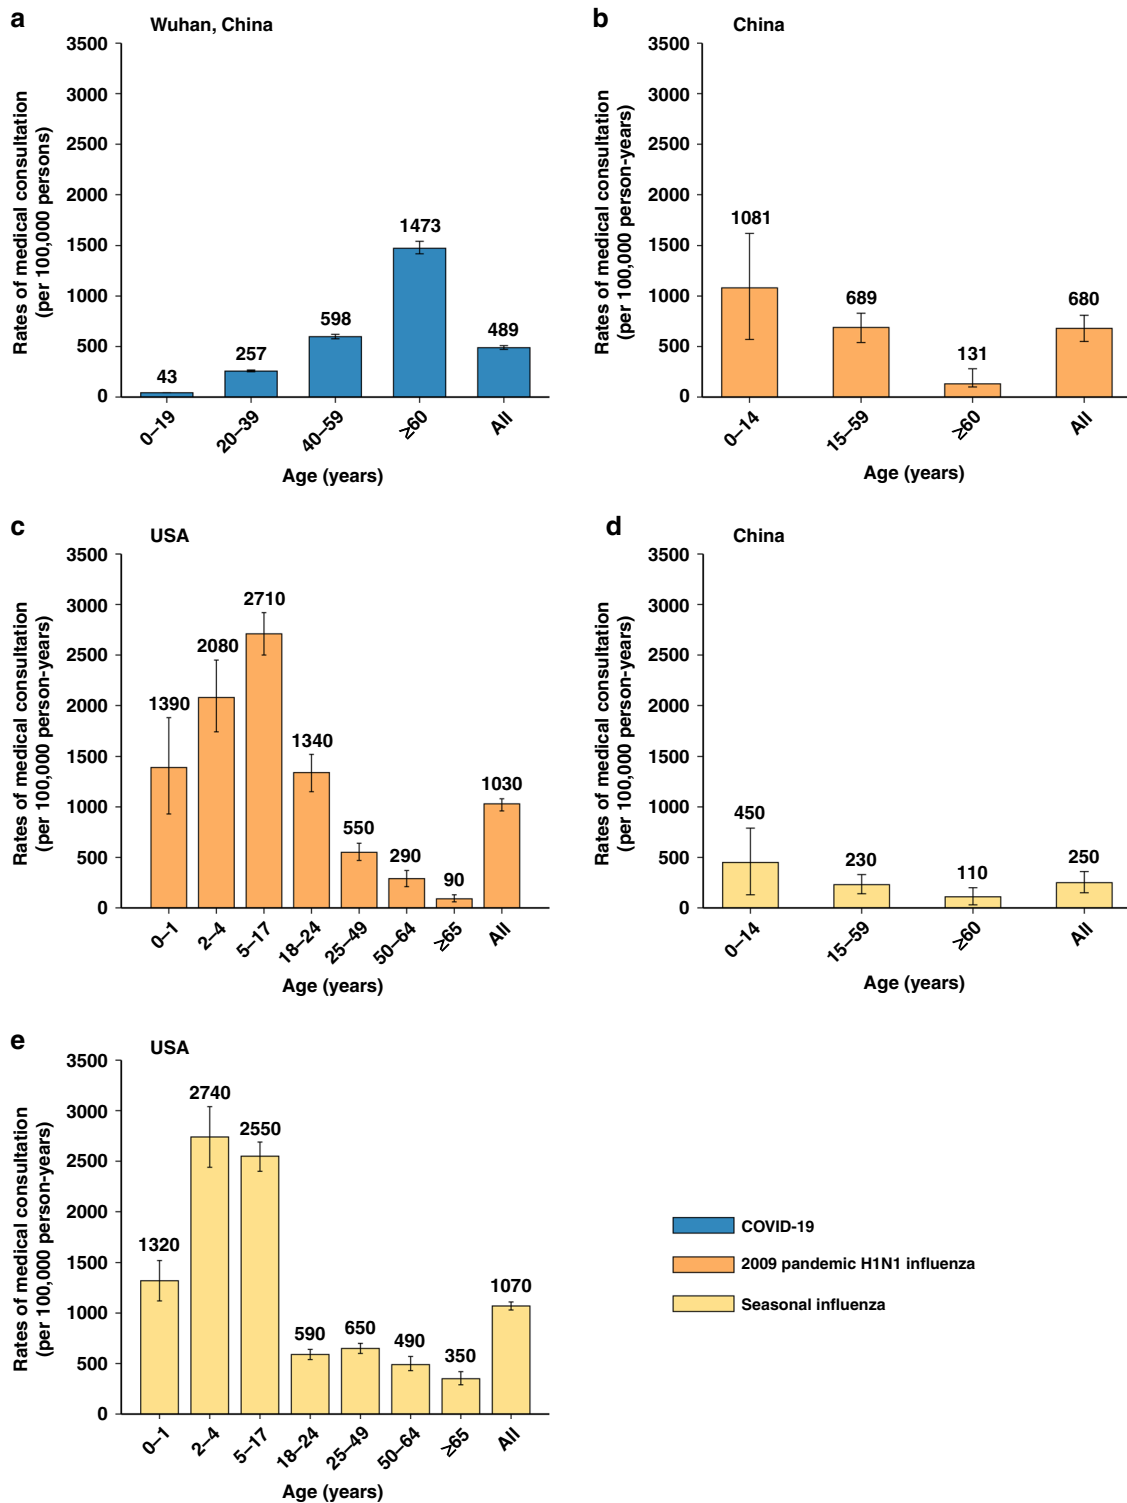 a
Wuhan, China
Rates of medical consultation
(per 100,000 persons)
3500
3000
2500
2000
1500
1000
500
0
43
257
598
1473
489
0–19
20–39
40–59
≥60
All
Age (years)
b
China
Rates of medical consultation
(per 100,000 person-years)
3500
3000
2500
2000
1500
1000
500
0
1081
689
131
680
0–14
15–59
≥60
All
Age (years)
c
USA
Rates of medical consultation
(per 100,000 person-years)
3500
3000
2500
2000
1500
1000
500
0
1390
2080
2710
1340
550
290
90
1030
0–1
2–4
5–17
18–24
25–49
50–64
≥65
All
Age (years)
d
China
Rates of medical consultation
(per 100,000 person-years)
3500
3000
2500
2000
1500
1000
500
0
450
230
110
250
0–14
15–59
≥60
All
Age (years)
e
USA
Rates of medical consultation
(per 100,000 person-years)
3500
3000
2500
2000
1500
1000
500
0
1320
2740
2550
590
650
490
350
1070
0–1
2–4
5–17
18–24
25–49
50–64
≥65
All
Age (years)
COVID-19
2009 pandemic H1N1 influenza
Seasonal influenza